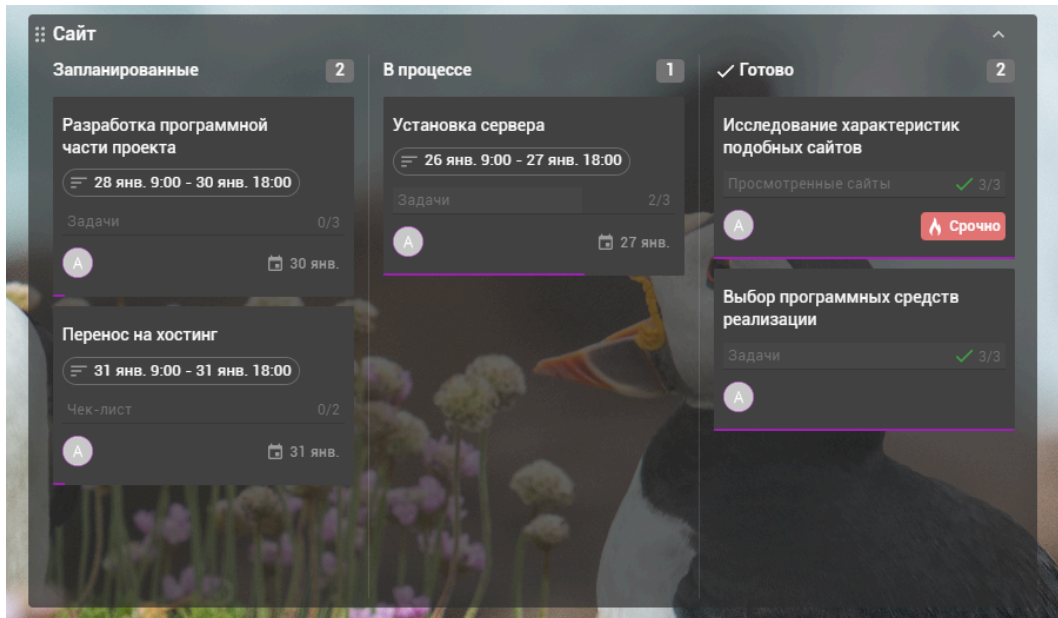 Сайт
Запланированные 2
Разработка программной
части проекта
28 янв. 9:00 - 30 янв. 18:00
Задачи 0/3
А 30 янв.
Перенос на хостинг
31 янв. 9:00 - 31 янв. 18:00
Чек-лист 0/2
А 31 янв.
В процессе 1
Установка сервера
26 янв. 9:00 - 27 янв. 18:00
Задачи 2/3
А 27 янв.
Готово 2
Исследование характеристик
подобных сайтов
Просмотренные сайты 3/3
А Срочно
Выбор программных средств
реализации
Задачи 3/3
А